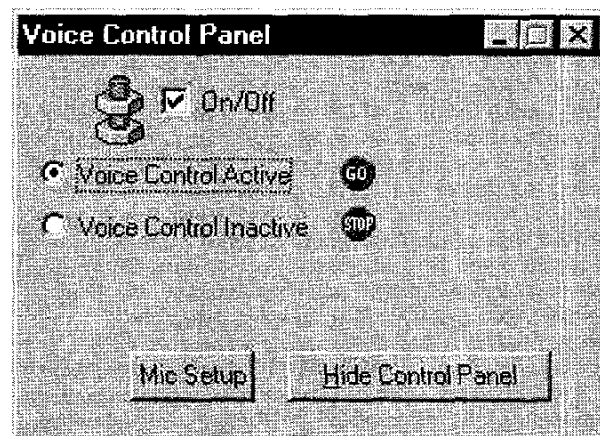 Voice Control Panel
On/Off
Voice Control Active GO
Voice Control Inactive STOP
Mic Setup Hide Control Panel